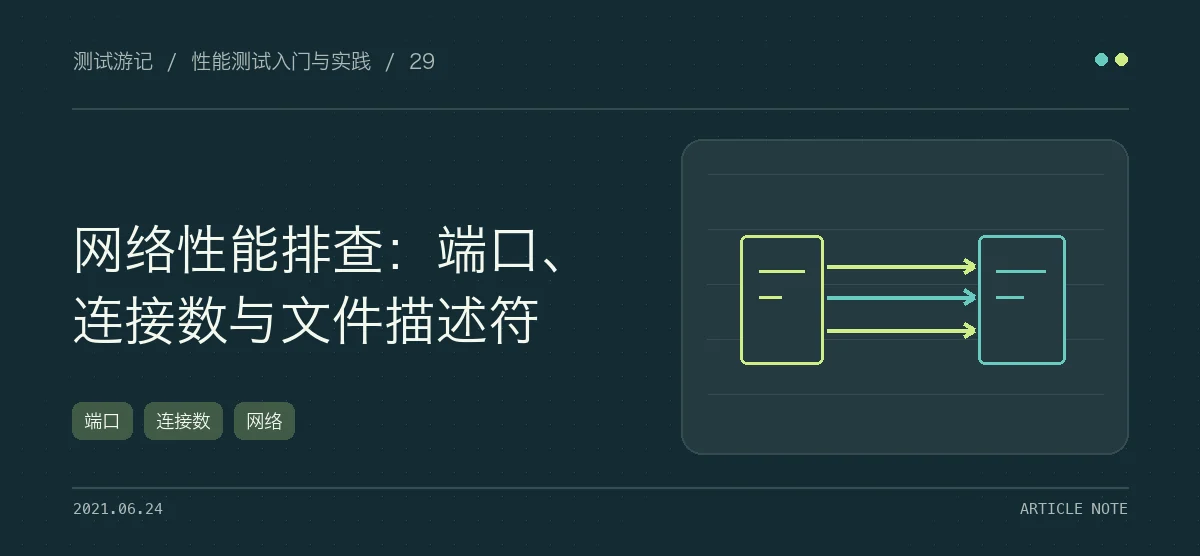 测试游记 / 性能测试入门与实践 / 29
网络性能排查：端口、
连接数与文件描述符
端口 连接数 网络
2021.06.24 ARTICLE NOTE